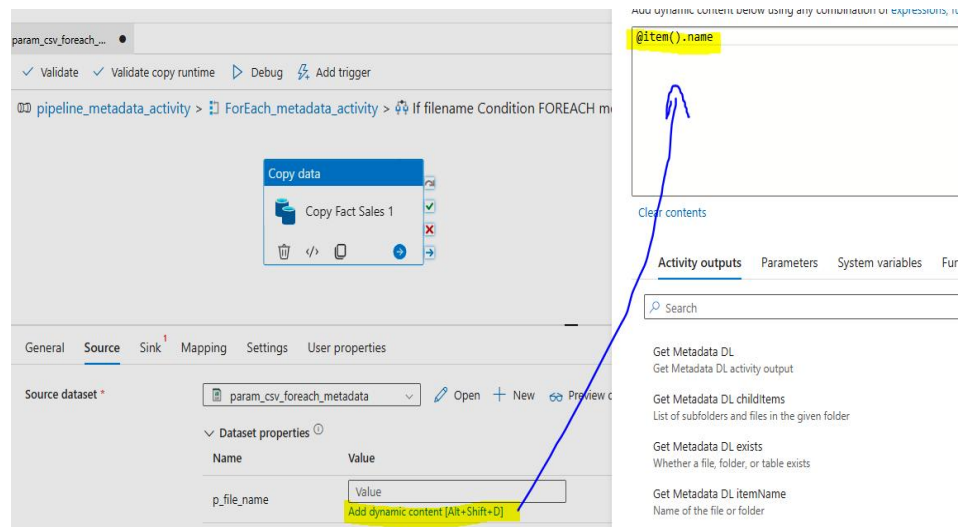 Add dynamic content below using any combination of expressions,
param_csv_foreach_...
Validate
Validate copy runtime
Debug
Add trigger
pipeline_metadata_activity > ForEach_metadata_activity > If filename Condition FOREACH
@item().name
Copy data
Copy Fact Sales 1
Clear contents
Activity outputs
Parameters
System variables
Search
General
Source
Sink 1
Mapping
Settings
User properties
Get Metadata DL
Get Metadata DL activity output
Source dataset *
param_csv_foreach_metadata
Open
New
Preview
Get Metadata DL childItems
List of subfolders and files in the given folder
Dataset properties
Name
Value
Get Metadata DL exists
Whether a file, folder, or table exists
p_file_name
Value
Add dynamic content [Alt+Shift+D]
Get Metadata DL itemName
Name of the file or folder